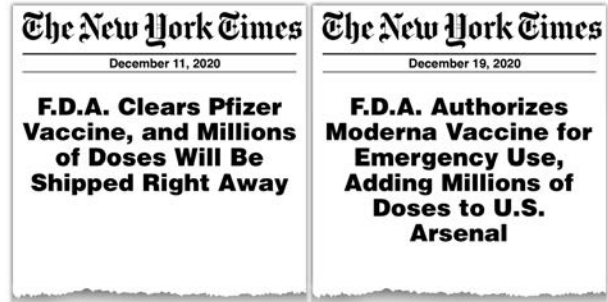 The New York Times
December 11, 2020
F.D.A. Clears Pfizer
Vaccine, and Millions
of Doses Will Be
Shipped Right Away
The New York Times
December 19, 2020
F.D.A. Authorizes
Moderna Vaccine for
Emergency Use,
Adding Millions of
Doses to U.S.
Arsenal